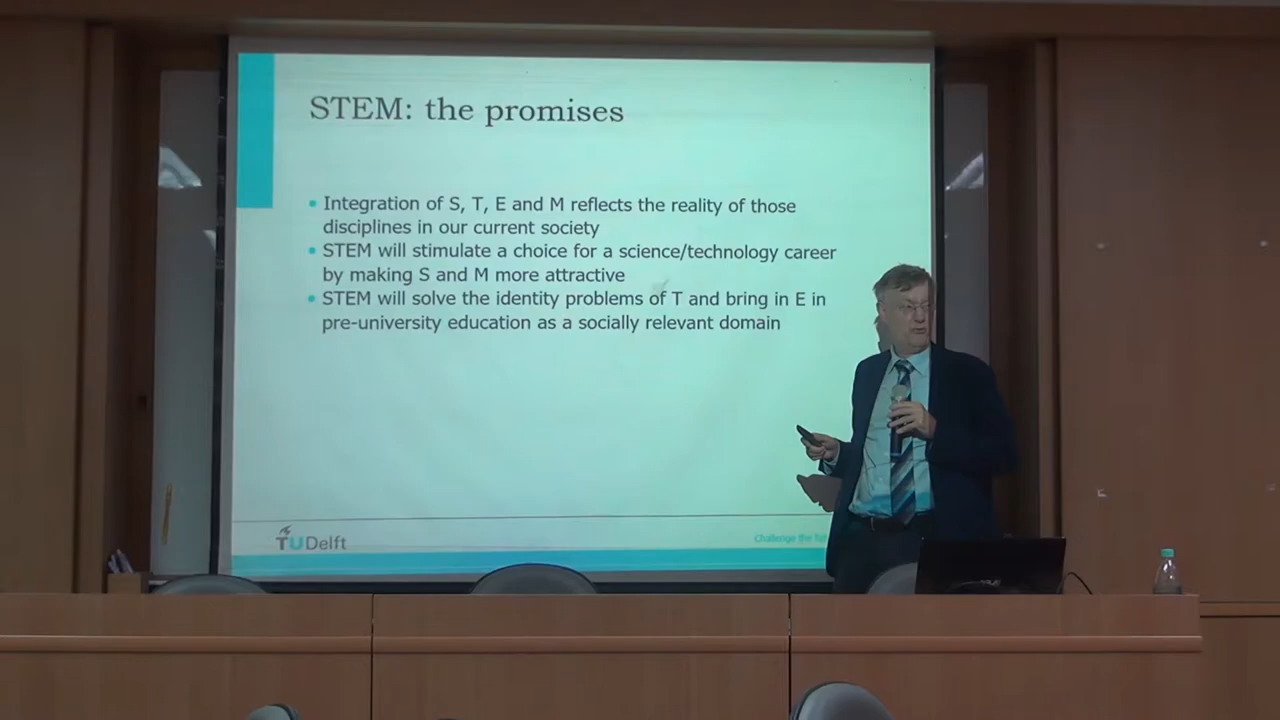 STEM: the promises
Integration of S, T, E and M reflects the reality of those
disciplines in our current society
STEM will stimulate a choice for a science/technology career
by making S and M more attractive
STEM will solve the identity problems of T and bring in E in
pre-university education as a socially relevant domain
TUDelft
Challenge the